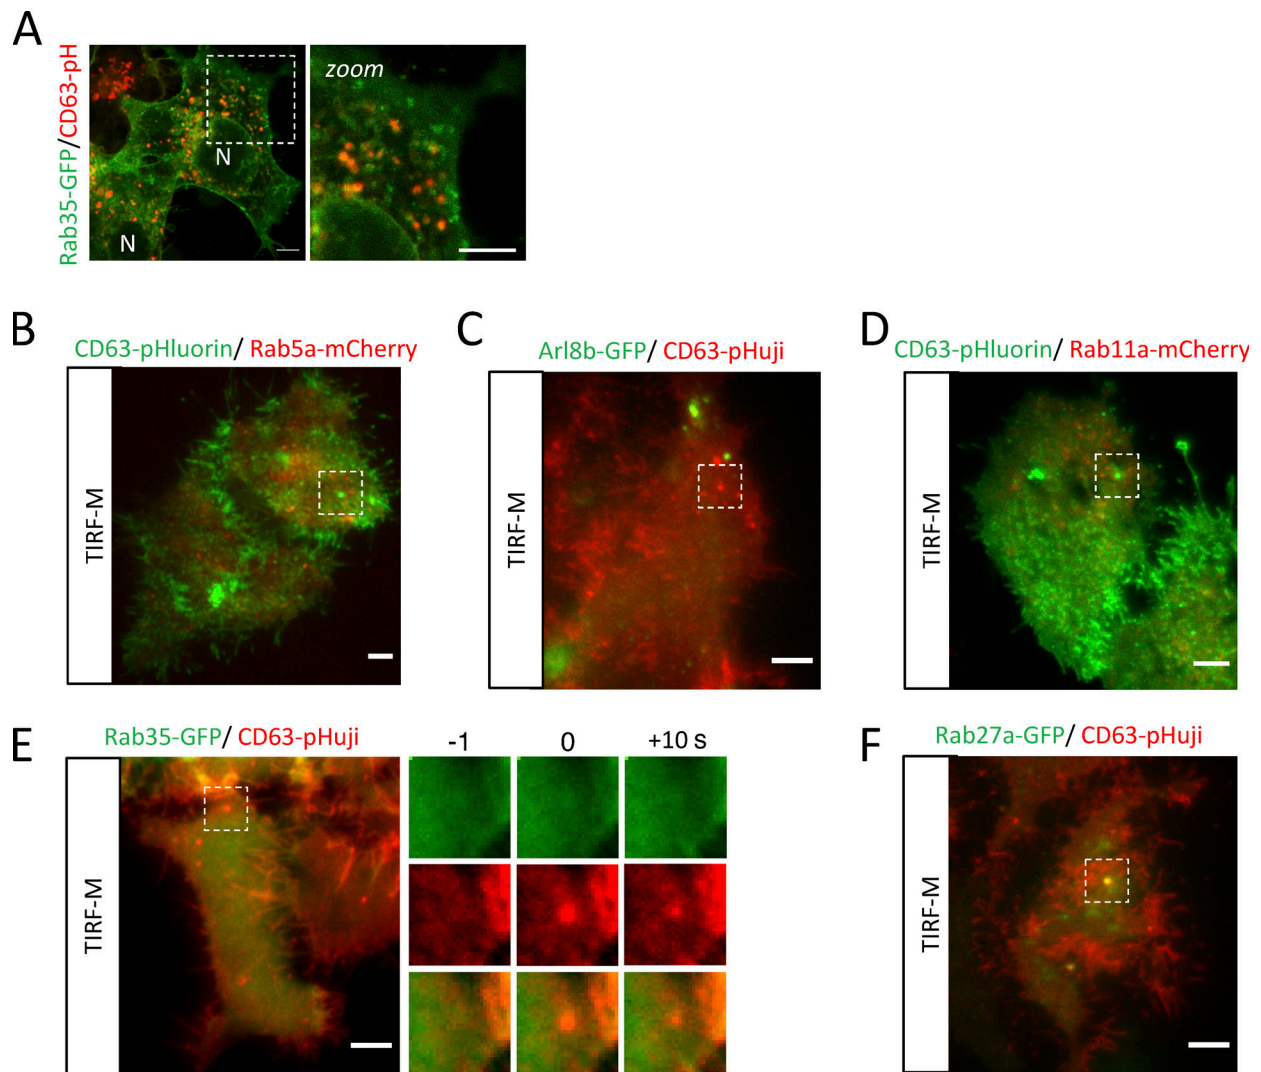 A
Rab35-GFP/CD63-pH
zoom
N
N
B
CD63-pHluorin/ Rab5a-mCherry
TIRF-M
C
Arl8b-GFP/ CD63-pHuji
TIRF-M
D
CD63-pHluorin/ Rab11a-mCherry
TIRF-M
E
Rab35-GFP/ CD63-pHuji
-1 0 +10 s
TIRF-M
F
Rab27a-GFP/ CD63-pHuji
TIRF-M